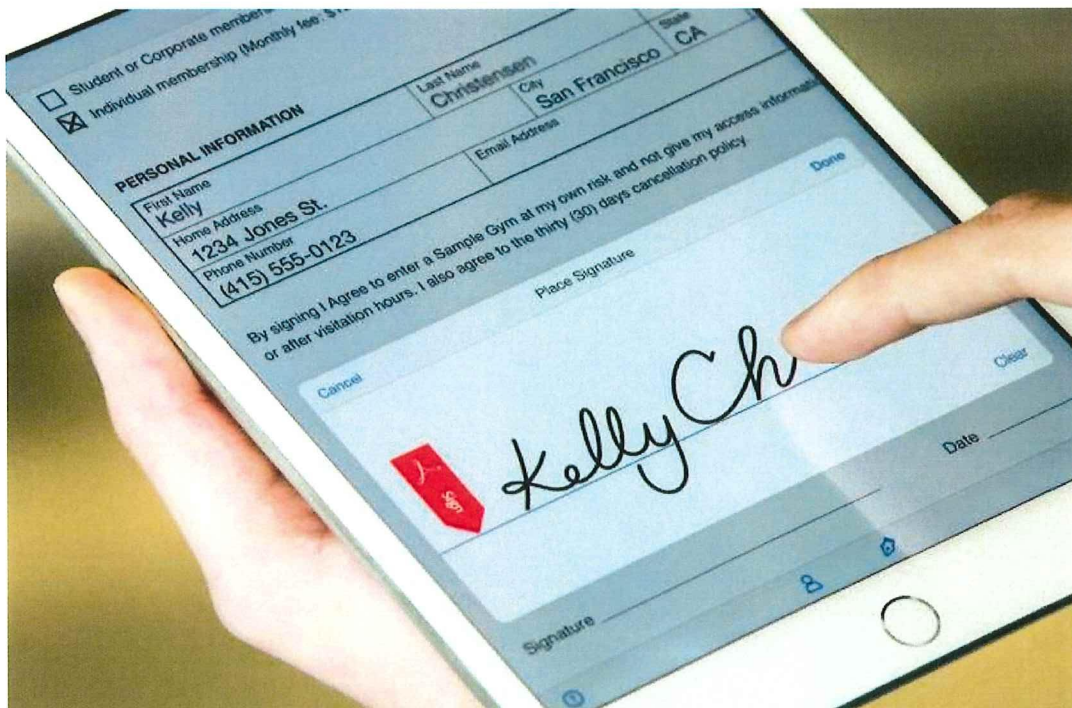 Student or Corporate
Individual membership (Monthly fee:
PERSONAL INFORMATION
First Name
Kelly
Last Name
Christensen
Home Address
1234 Jones St.
City
San Francisco
State
CA
Phone Number
(415) 555-0123
Email Address
By signing I Agree to enter a Sample Gym at my own risk and not give my access
or after visitation hours. I also agree to the thirty (30) days cancellation policy
Cancel
Place Signature
Done
Sign
Kelly Ch
Clear
Signature
Date